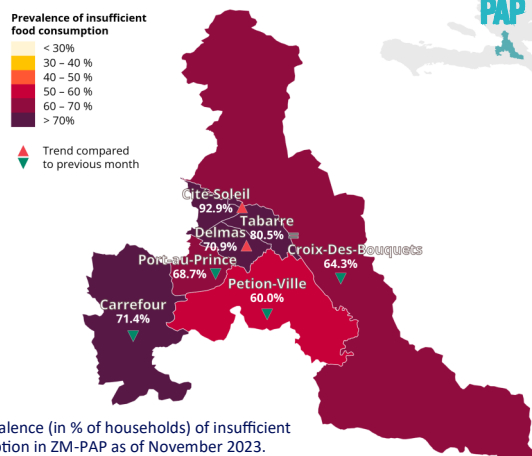 Prevalence of insufficient
food consumption
< 30%
30 – 40 %
40 – 50 %
50 – 60 %
60 – 70 %
> 70%
Trend compared
to previous month
PAP
Cité-Soleil
92.9%
Tabarre
80.5%
Delmas
70.9%
Croix-Des-Bouquets
64.3%
Port-au-Prince
68.7%
Petion-Ville
60.0%
Carrefour
71.4%
alence (in % of households) of insufficient
tion in ZM-PAP as of November 2023.